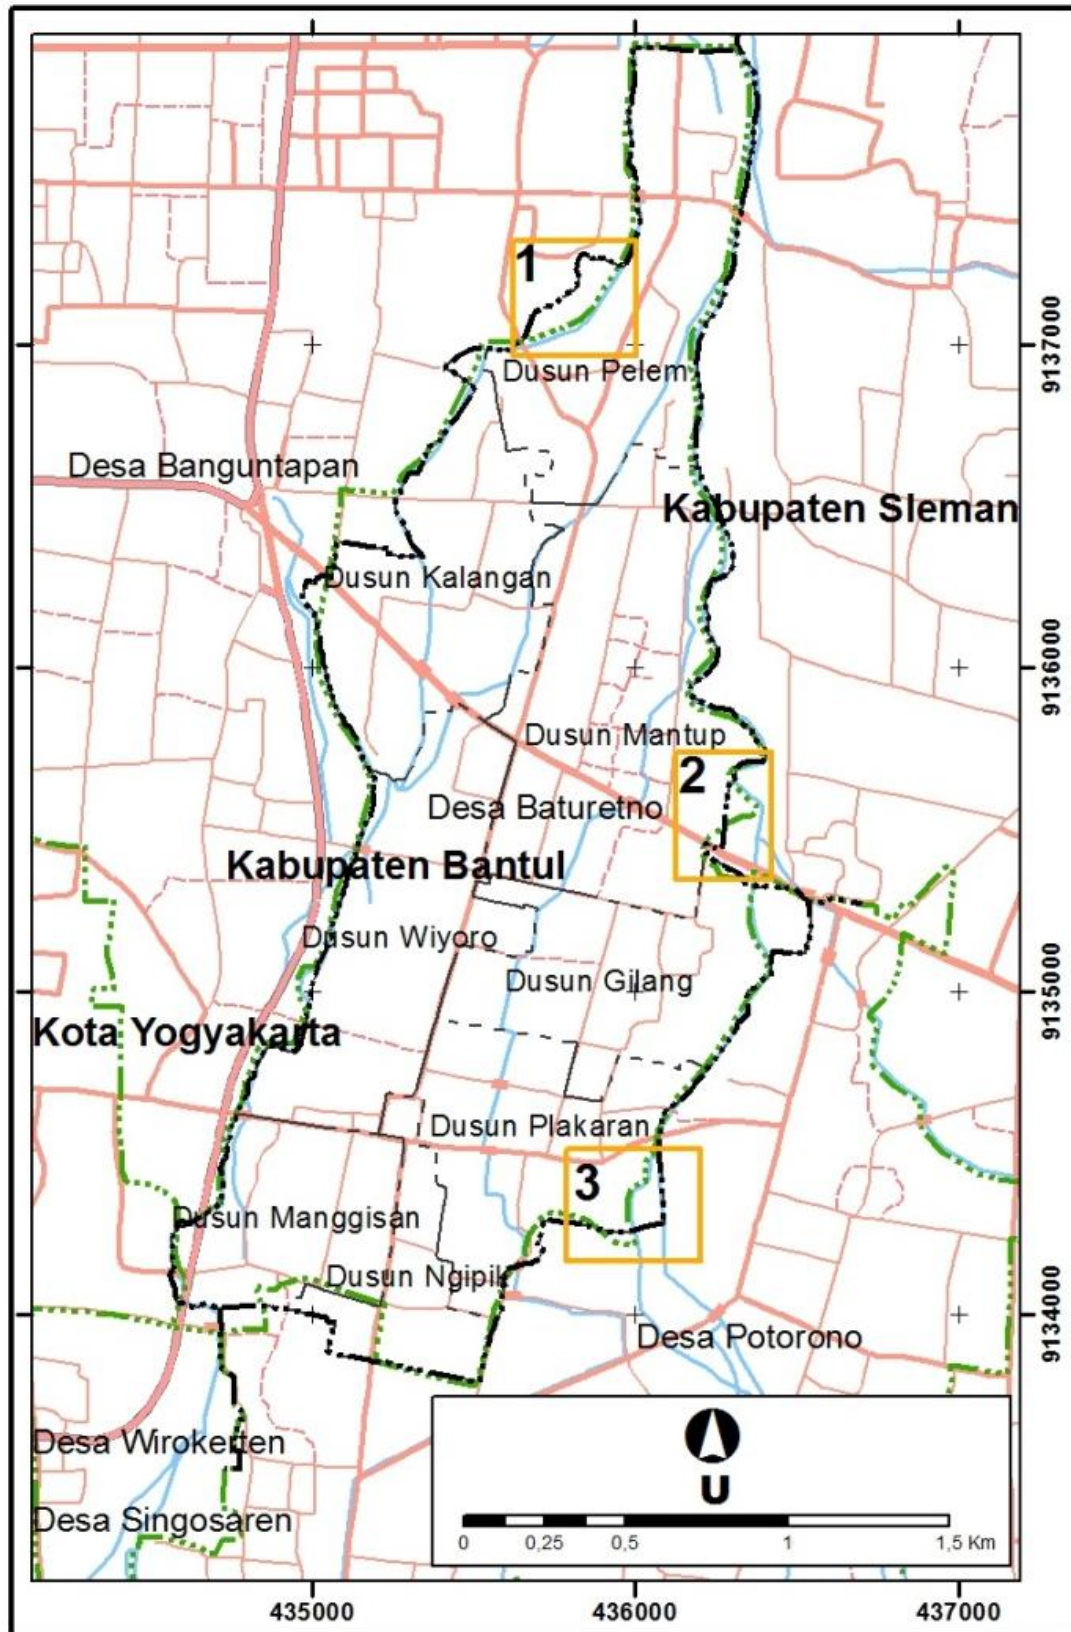 1
Dusun Pelem
9137000
Desa Banguntapan
Kabupaten Sleman
Dusun Kalangan
9136000
Dusun Mantup
2
Desa Baturetno
Kabupaten Bantul
Dusun Wiyoro
Dusun Gilang
9135000
Kota Yogyakarta
Dusun Plakaran
3
Dusun Manggisan
Dusun Ngipik
9134000
Desa Potorono
Desa Wirokerten
U
Desa Singosaren
0 0,25 0,5 1 1,5 Km
435000 436000 437000